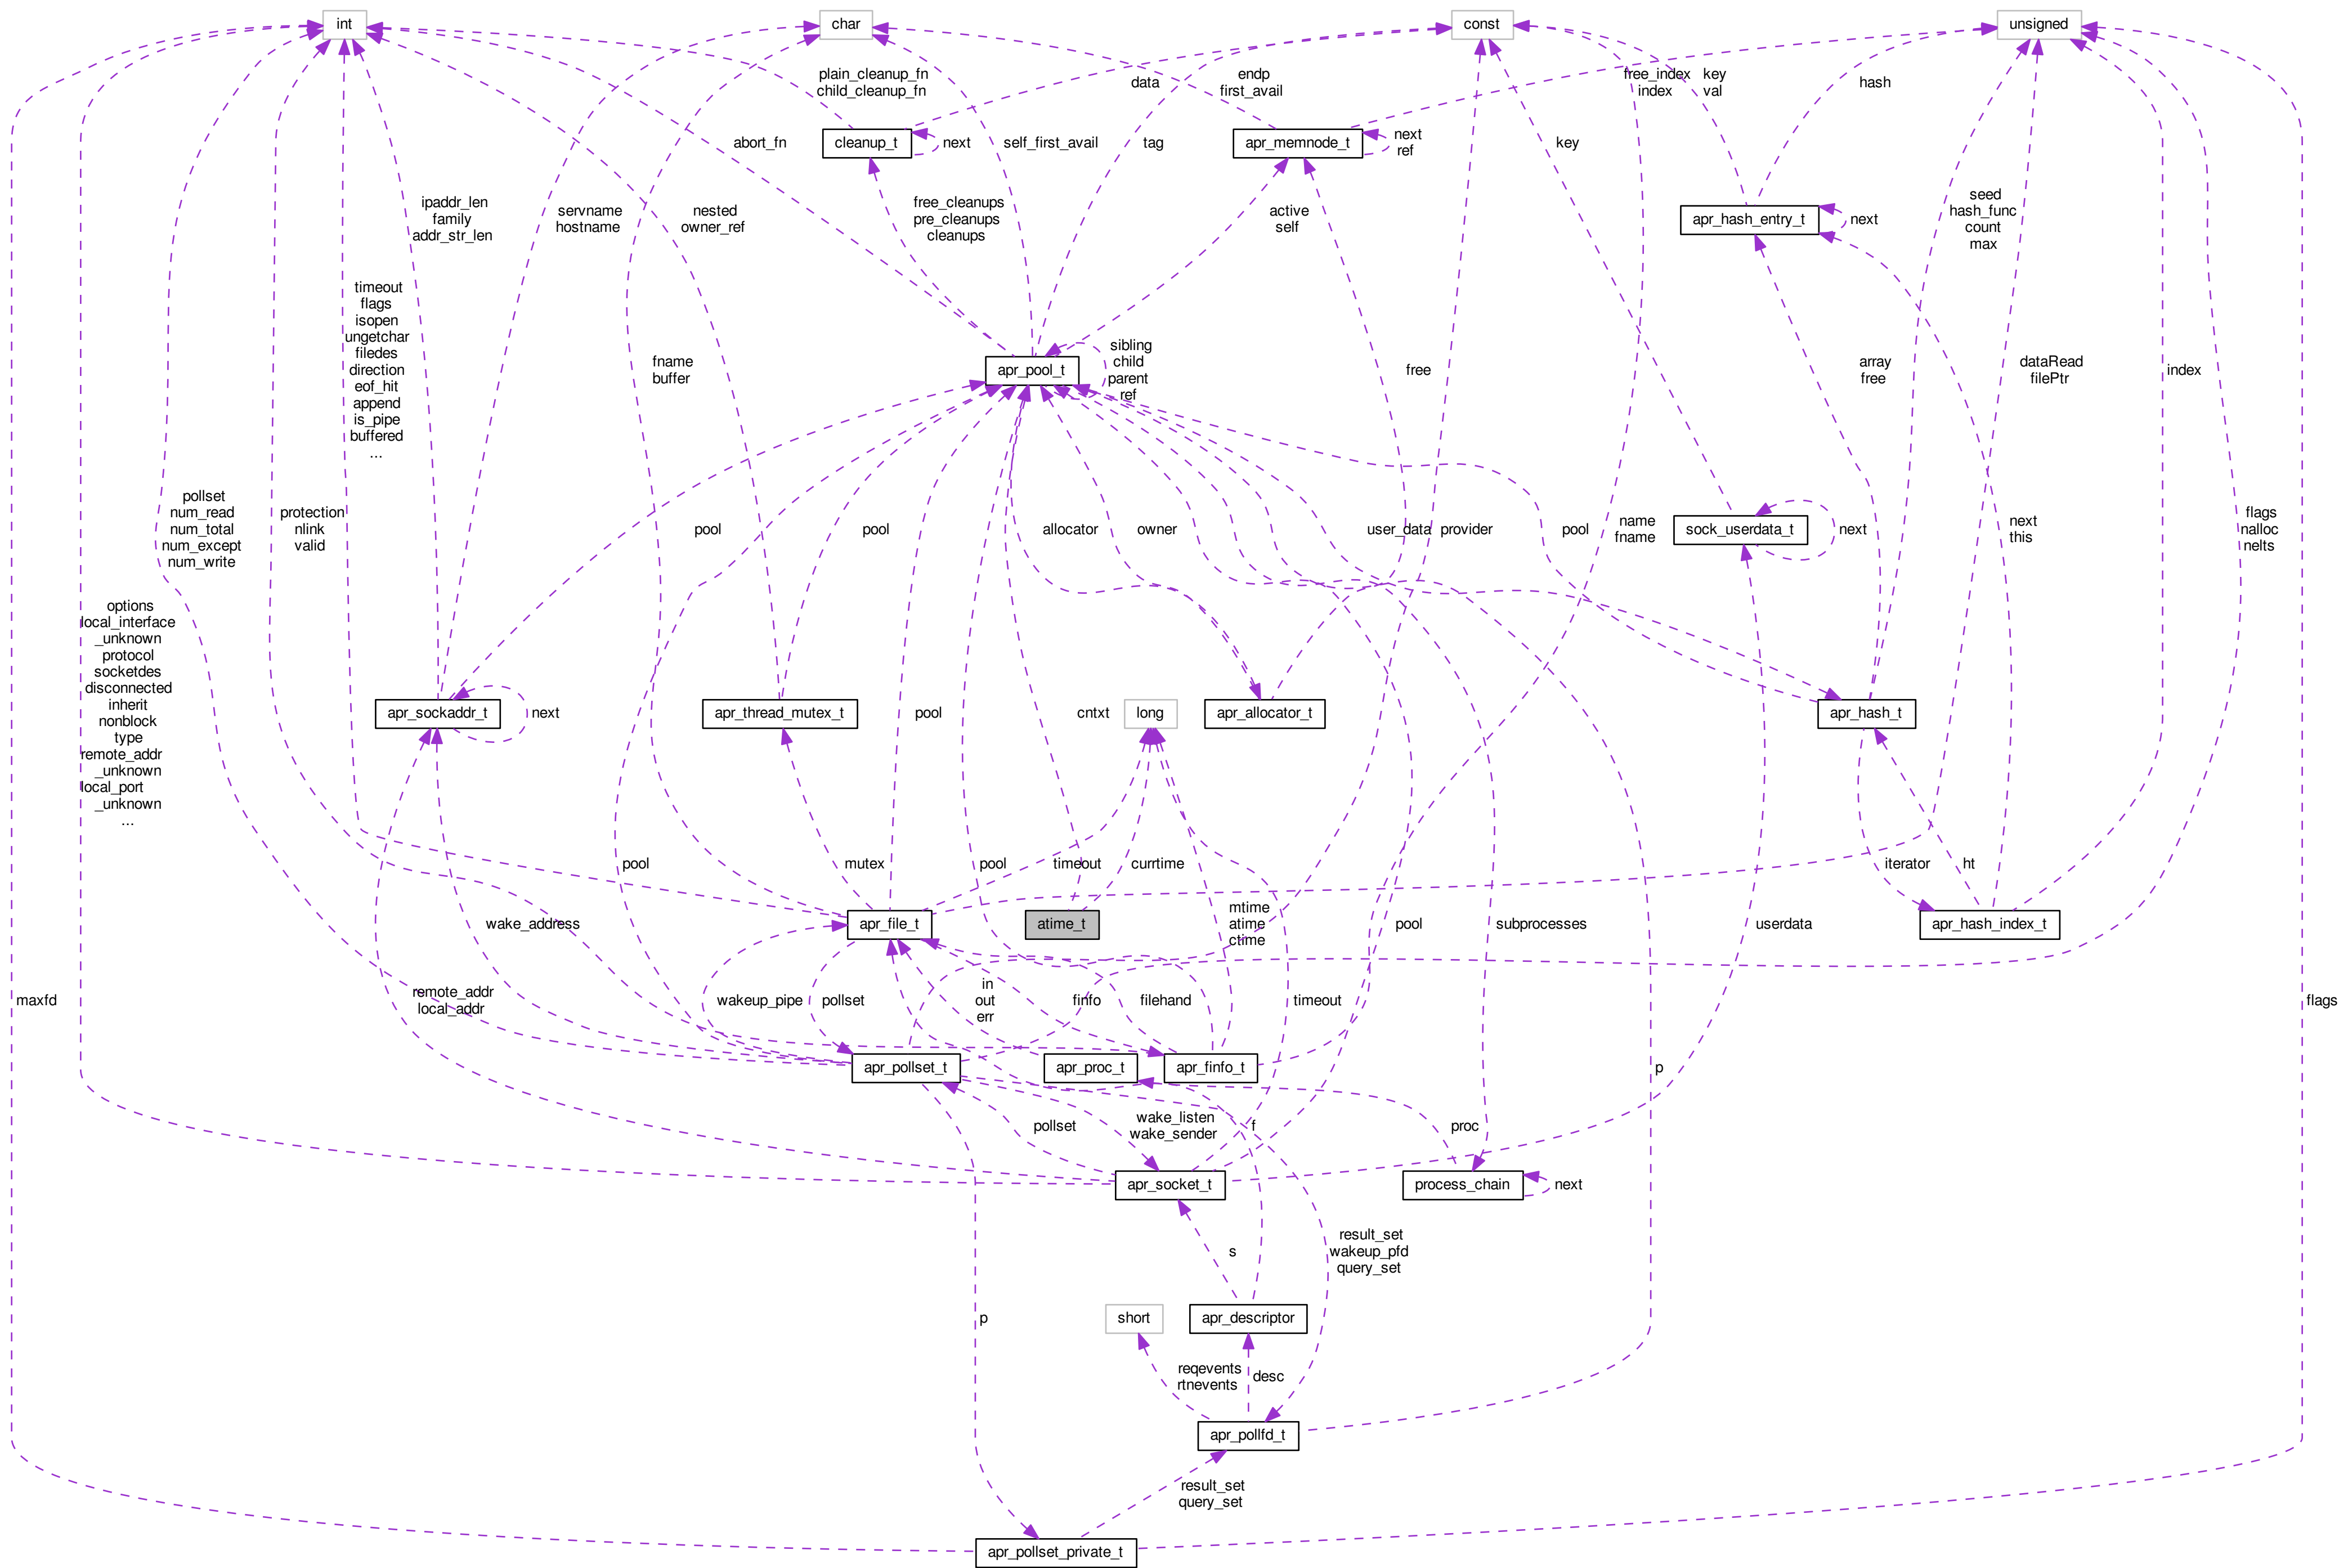 int
char
const
unsigned
plain_cleanup_fn
child_cleanup_fn
data
endp
first_avail
free_index
index
key
val
hash
abort_fn
cleanup_t
next
self_first_avail
tag
apr_memnode_t
next
ref
key
ipaddr_len
family
addr_str_len
servname
hostname
nested
owner_ref
free_cleanups
pre_cleanups
cleanups
active
self
apr_hash_entry_t
next
seed
hash_func
count
max
timeout
flags
isopen
ungetchar
filedes
direction
eof_hit
append
is_pipe
buffered
...
fname
buffer
apr_pool_t
sibling
child
parent
ref
free
array
free
dataRead
filePtr
index
pollset
num_read
num_total
num_except
num_write
protection
nlink
valid
pool
pool
allocator
owner
user_data
provider
pool
name
fname
sock_userdata_t
next
next
this
flags
nalloc
nelts
options
local_interface
_unknown
protocol
socketdes
disconnected
inherit
nonblock
type
remote_addr
_unknown
local_port
_unknown
...
apr_sockaddr_t
next
apr_thread_mutex_t
pool
cntxt
long
apr_allocator_t
apr_hash_t
pool
mutex
pool
timeout
currtime
iterator
ht
wake_address
apr_file_t
atime_t
mtime
atime
ctime
pool
subprocesses
userdata
apr_hash_index_t
maxfd
remote_addr
local_addr
wakeup_pipe
pollset
in
out
err
finfo
filehand
timeout
flags
apr_pollset_t
apr_proc_t
apr_finfo_t
p
pollset
wake_listen
wake_sender
f
proc
apr_socket_t
process_chain
next
s
result_set
wakeup_pfd
query_set
p
short
apr_descriptor
reqevents
rtnevents
desc
apr_pollfd_t
result_set
query_set
apr_pollset_private_t